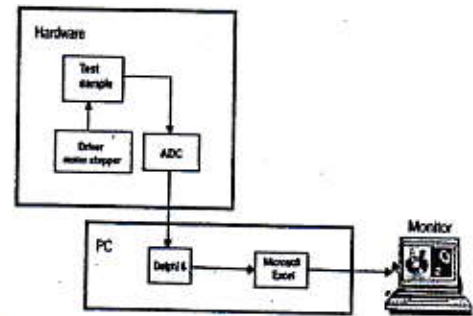 Hardware
Test
sample
Driver
motor stepper
ADC
PC
Delphi 6
Microsoft
Excel
Monitor